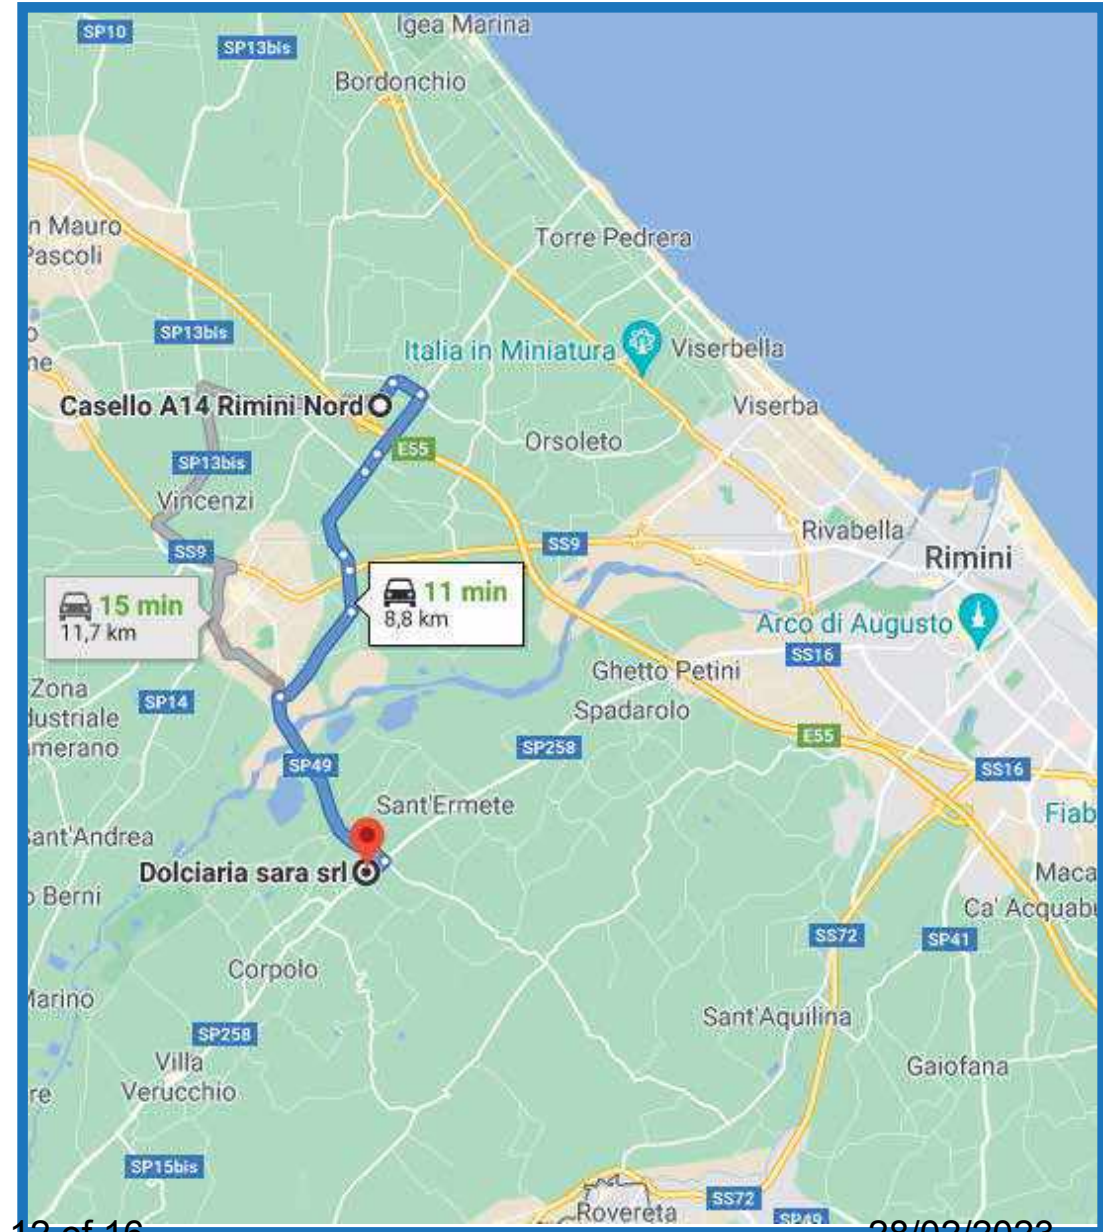 Igea Marina
SP10
SP13bis
Bordonchio
n Mauro
Pascoli
Torre Pedrera
SP13bis
Italia in Miniatura
Viserbella
Casello A14 Rimini Nord
Viserba
E55
Orsoleto
SP13bis
Vincenzi
SS9
SS9
Rivabella
Rimini
15 min
11,7 km
11 min
8,8 km
Arco di Augusto
SS16
Ghetto Petini
Zona
dustriale
merano
SP14
Spadarolo
SP258
E55
SP49
SS16
Sant'Ermete
Fiab
ant'Andrea
Dolciaria sara srl
Maca
o Berni
Ca' Acquab
SS72
SP41
Corpolo
Marino
Sant'Aquilina
SP258
Villa
Verucchio
Gaiofana
re
SP15bis
SS72
Rovereta
SP49